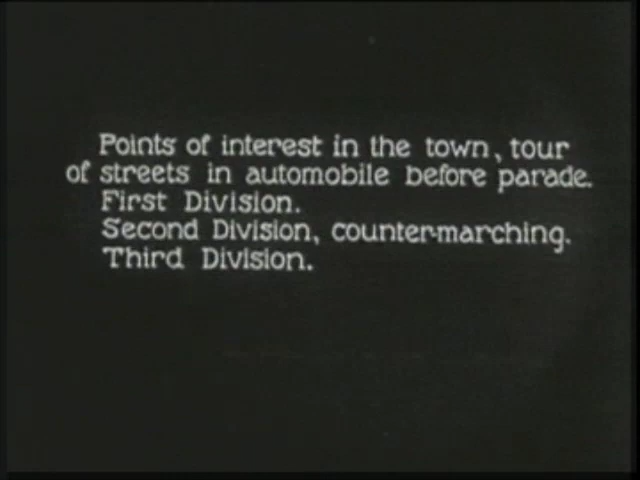 Points of interest in the town, tour
of streets in automobile before parade.
First Division.
Second Division, counter-marching.
Third Division.